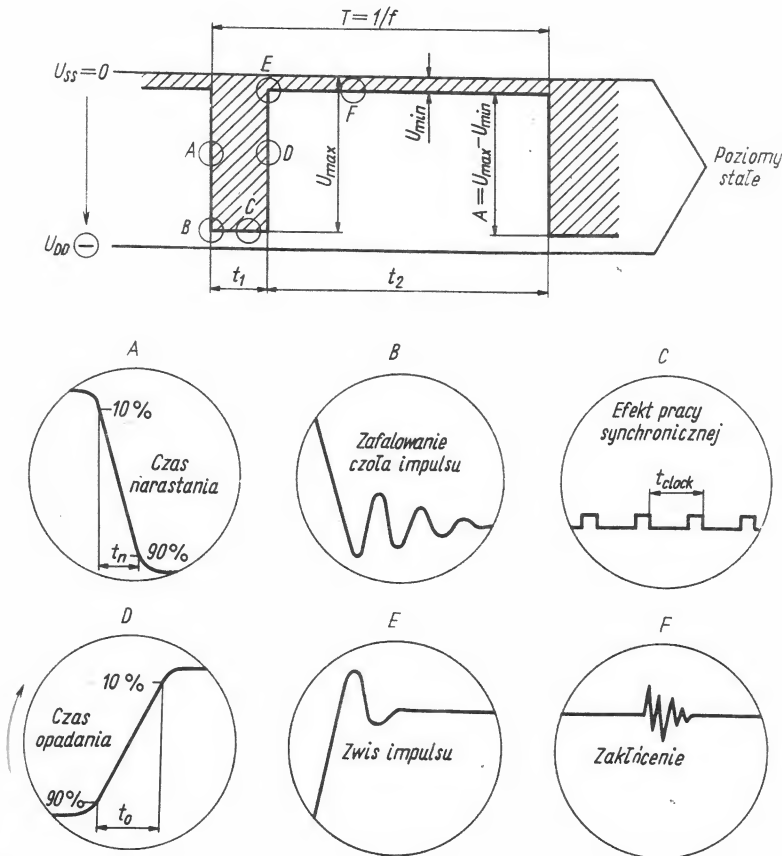 T = 1/f
U_SS = 0
E
F
U_min
A
D
U_max
A = U_max − U_min
Poziomy
stałe
B
C
U_DD ⊖
t_1
t_2
A
10%
Czas
narastania
t_n
90%
B
Zafalowanie
czoła impulsu
C
Efekt pracy
synchronicznej
t_clock
D
10%
Czas
opadania
90%
t_o
E
Zwis impulsu
F
Zakłócenie